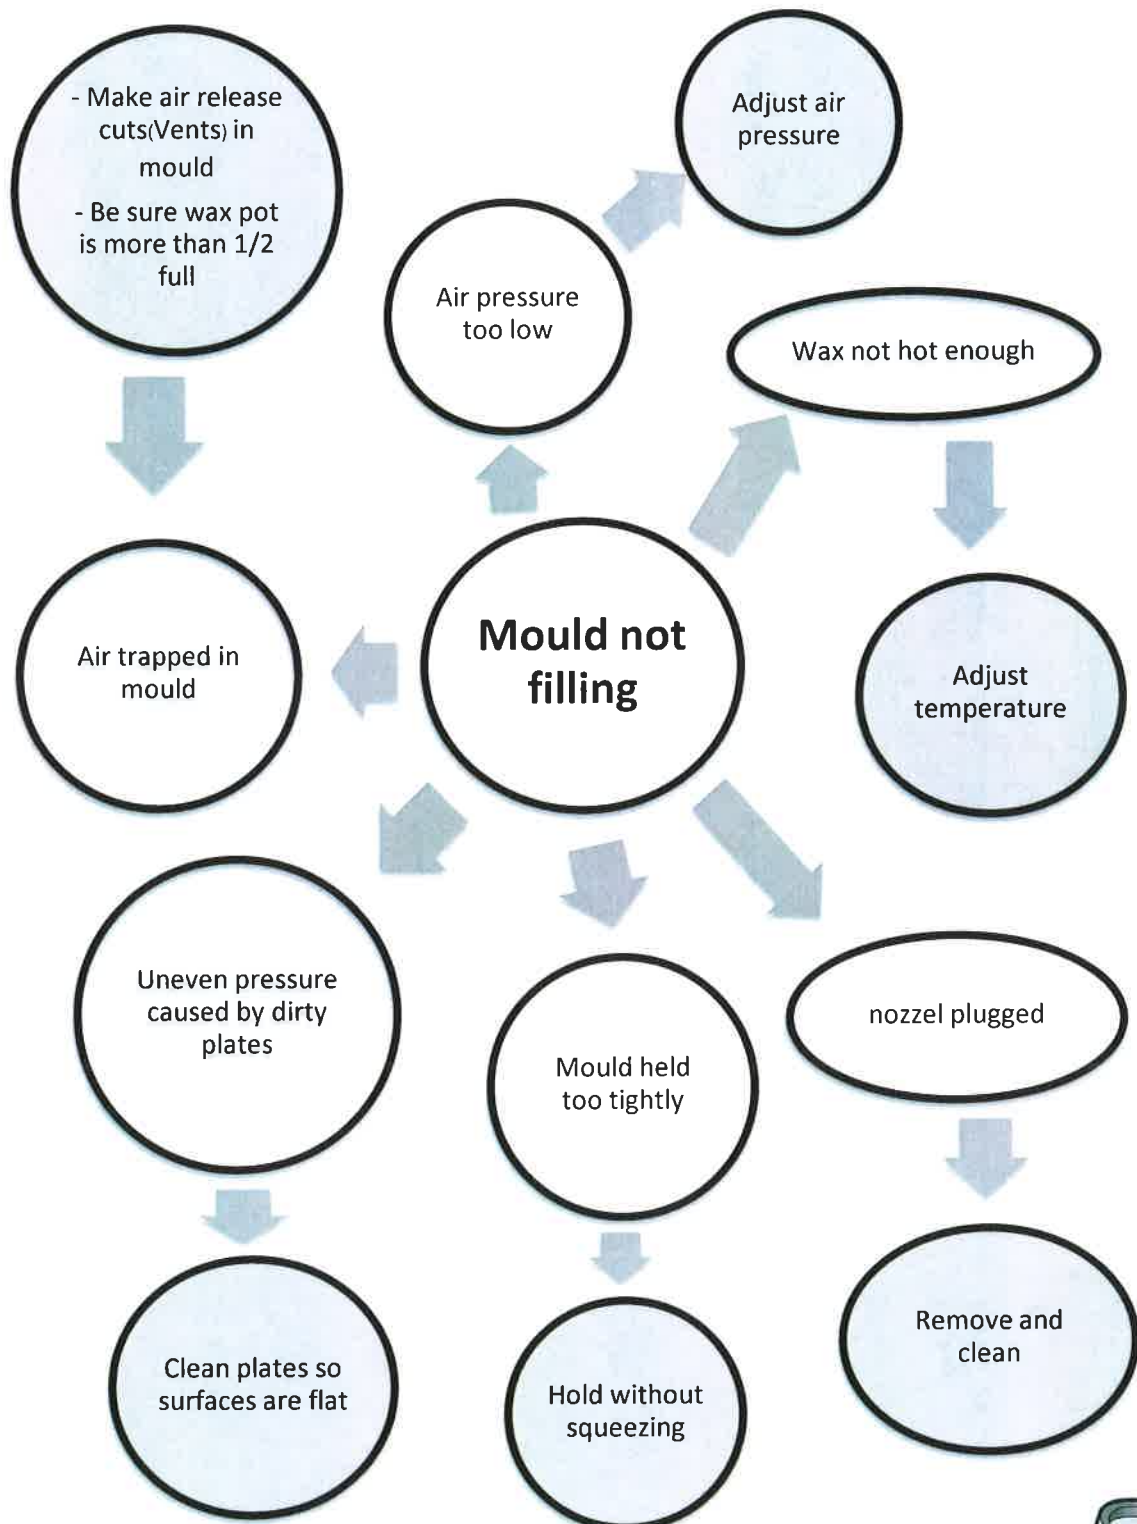 - Make air release
cuts(Vents) in
mould
- Be sure wax pot
is more than 1/2
full
Adjust air
pressure
Air pressure
too low
Wax not hot enough
Mould not
filling
Air trapped in
mould
Adjust
temperature
Uneven pressure
caused by dirty
plates
Mould held
too tightly
nozzel plugged
Clean plates so
surfaces are flat
Hold without
squeezing
Remove and
clean